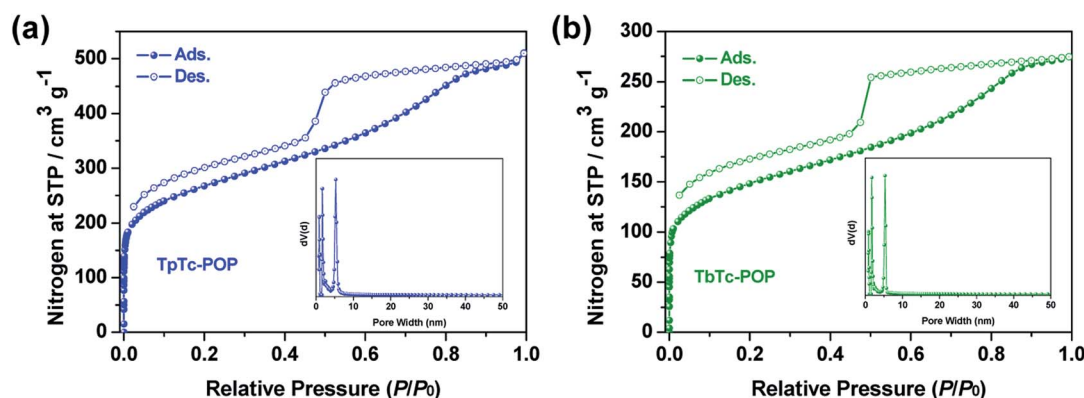 (a)
Nitrogen at STP / cm³ g⁻¹
500
400
300
200
100
0
Ads.
Des.
TpTc-POP
dV(d)
0 10 20 30 40 50
Pore Width (nm)
0.0 0.2 0.4 0.6 0.8 1.0
Relative Pressure (P/P₀)
(b)
Nitrogen at STP / cm³ g⁻¹
300
250
200
150
100
50
0
Ads.
Des.
TbTc-POP
dV(d)
0 10 20 30 40 50
Pore Width (nm)
0.0 0.2 0.4 0.6 0.8 1.0
Relative Pressure (P/P₀)